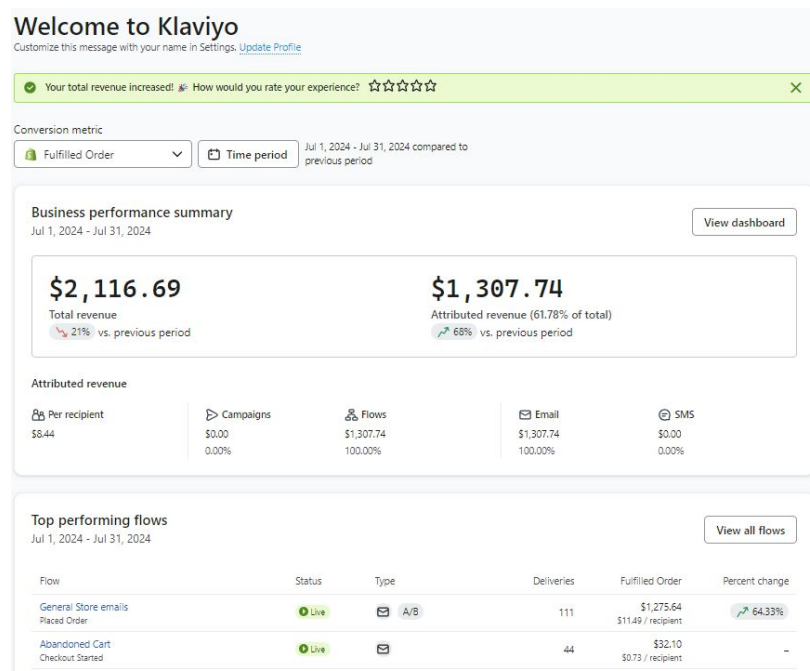 Welcome to Klaviyo
Customize this message with your name in Settings. Update Profile
Your total revenue increased! 🎉 How would you rate your experience?
Conversion metric
Fulfilled Order
Time period
Jul 1, 2024 - Jul 31, 2024 compared to
previous period
Business performance summary
Jul 1, 2024 - Jul 31, 2024
View dashboard
$2,116.69
Total revenue
21% vs. previous period
$1,307.74
Attributed revenue (61.78% of total)
68% vs. previous period
Attributed revenue
Per recipient
$8.44
Campaigns
$0.00
0.00%
Flows
$1,307.74
100.00%
Email
$1,307.74
100.00%
SMS
$0.00
0.00%
Top performing flows
Jul 1, 2024 - Jul 31, 2024
View all flows
Flow Status Type Deliveries Fulfilled Order Percent change
General Store emails Live A/B 111 $1,275.64 64.33%
Placed Order $11.49 / recipient
Abandoned Cart Live 44 $32.10 -
Checkout Started $0.73 / recipient